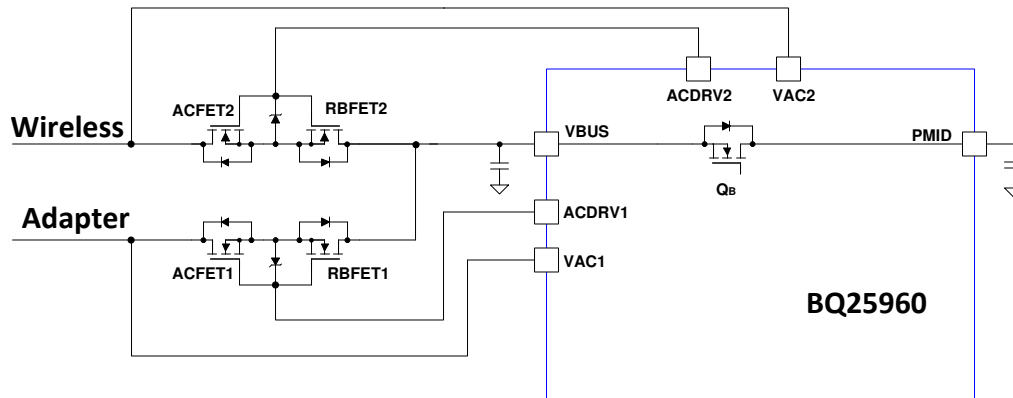 ACDRV2
VAC2
ACFET2
RBFET2
Wireless
VBUS
PMID
QB
Adapter
ACDRV1
ACFET1
RBFET1
VAC1
BQ25960